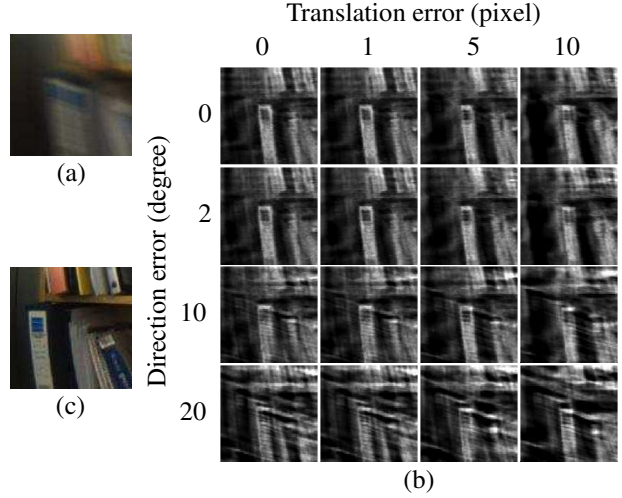 Translation error (pixel)
0 1 5 10
Direction error (degree)
0
2
10
20
(a)
(c)
(b)